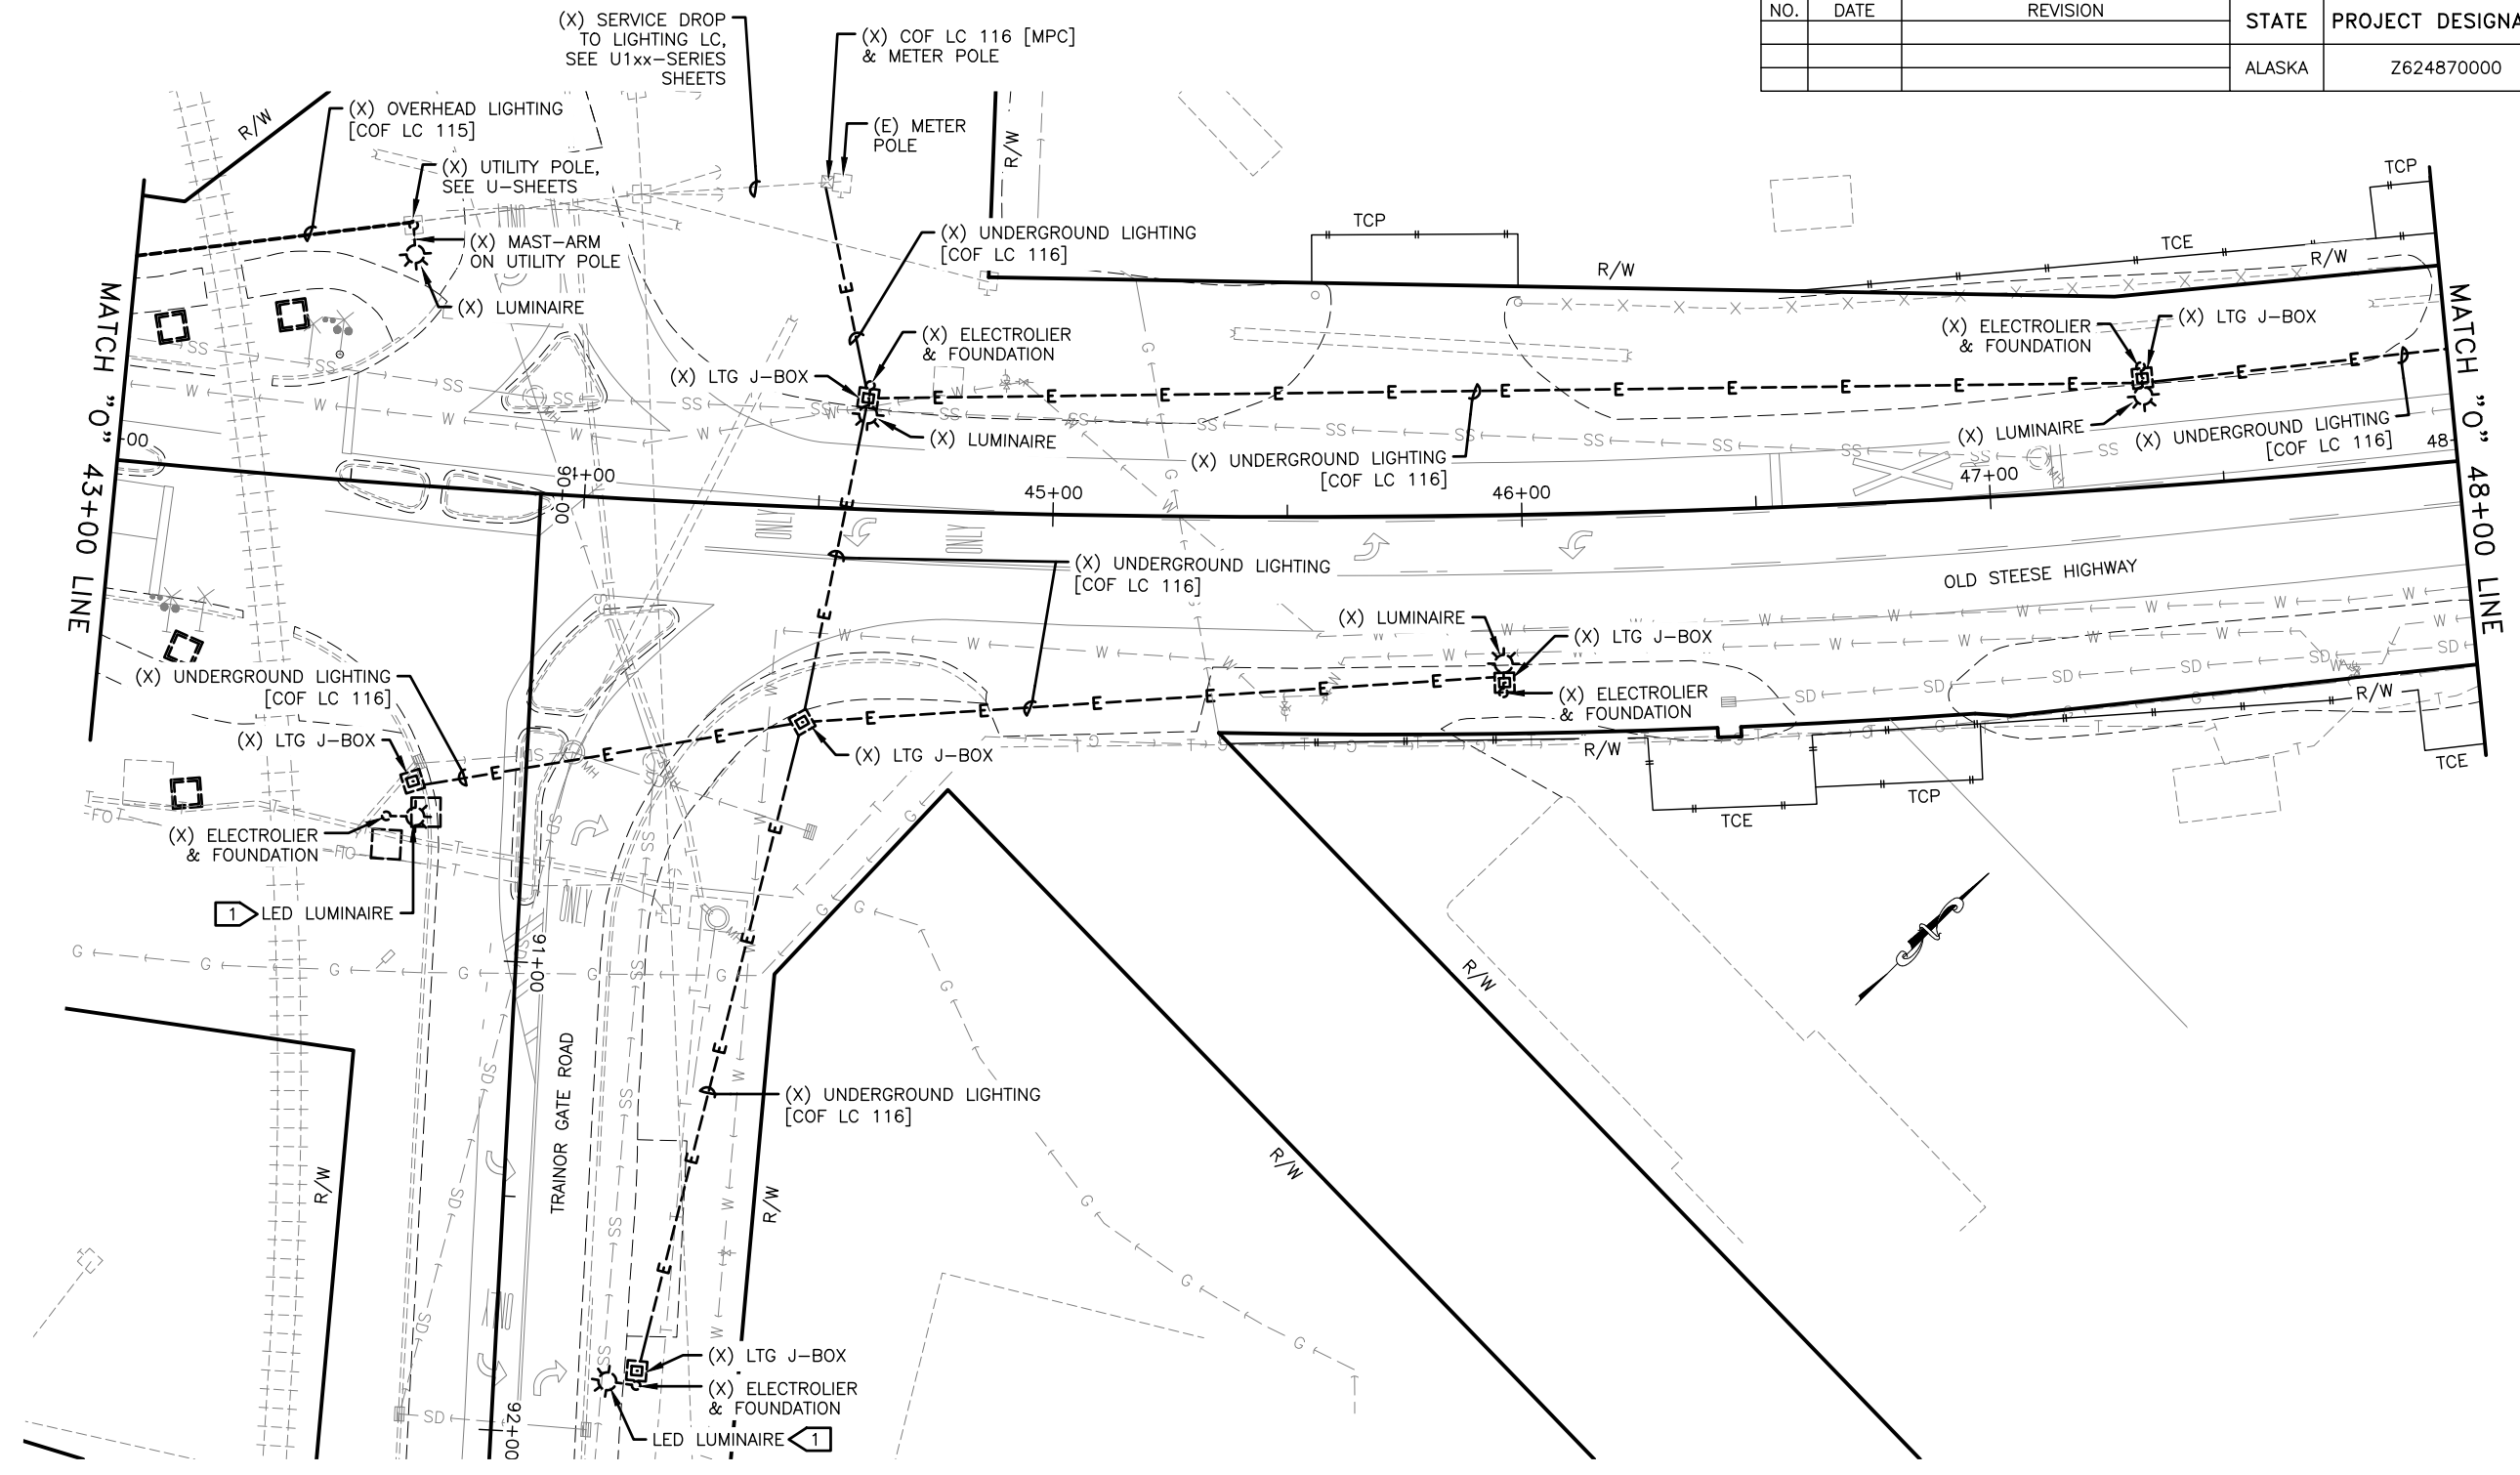 NO.
DATE
REVISION
STATE
PROJECT DESIGNA
ALASKA
Z624870000
(X) SERVICE DROP
TO LIGHTING LC,
SEE U1xx-SERIES
SHEETS
(X) COF LC 116 [MPC]
& METER POLE
(E) METER
POLE
(X) OVERHEAD LIGHTING
[COF LC 115]
R/W
(X) UTILITY POLE,
SEE U-SHEETS
(X) MAST-ARM
ON UTILITY POLE
(X) LUMINAIRE
R/W
(X) UNDERGROUND LIGHTING
[COF LC 116]
(X) ELECTROLIER
& FOUNDATION
(X) LTG J-BOX
(X) LUMINAIRE
TCP
R/W
TCE
TCP
R/W
(X) ELECTROLIER
& FOUNDATION
(X) LTG J-BOX
(X) LUMINAIRE
(X) UNDERGROUND LIGHTING
[COF LC 116]
(X) UNDERGROUND LIGHTING
[COF LC 116]
MATCH "O" 43+00 LINE
MATCH "O" 48+00 LINE
-00
90+00
4+00
45+00
46+00
47+00
48-
OLD STEESE HIGHWAY
(X) UNDERGROUND LIGHTING
[COF LC 116]
(X) LUMINAIRE
(X) LTG J-BOX
(X) ELECTROLIER
& FOUNDATION
(X) UNDERGROUND LIGHTING
[COF LC 116]
(X) LTG J-BOX
(X) LTG J-BOX
(X) ELECTROLIER
& FOUNDATION
1 LED LUMINAIRE
R/W
R/W
TCE
TCP
TCE
91+00
TRAINOR GATE ROAD
R/W
R/W
R/W
R/W
(X) UNDERGROUND LIGHTING
[COF LC 116]
(X) LTG J-BOX
(X) ELECTROLIER
& FOUNDATION
LED LUMINAIRE 1
92+00